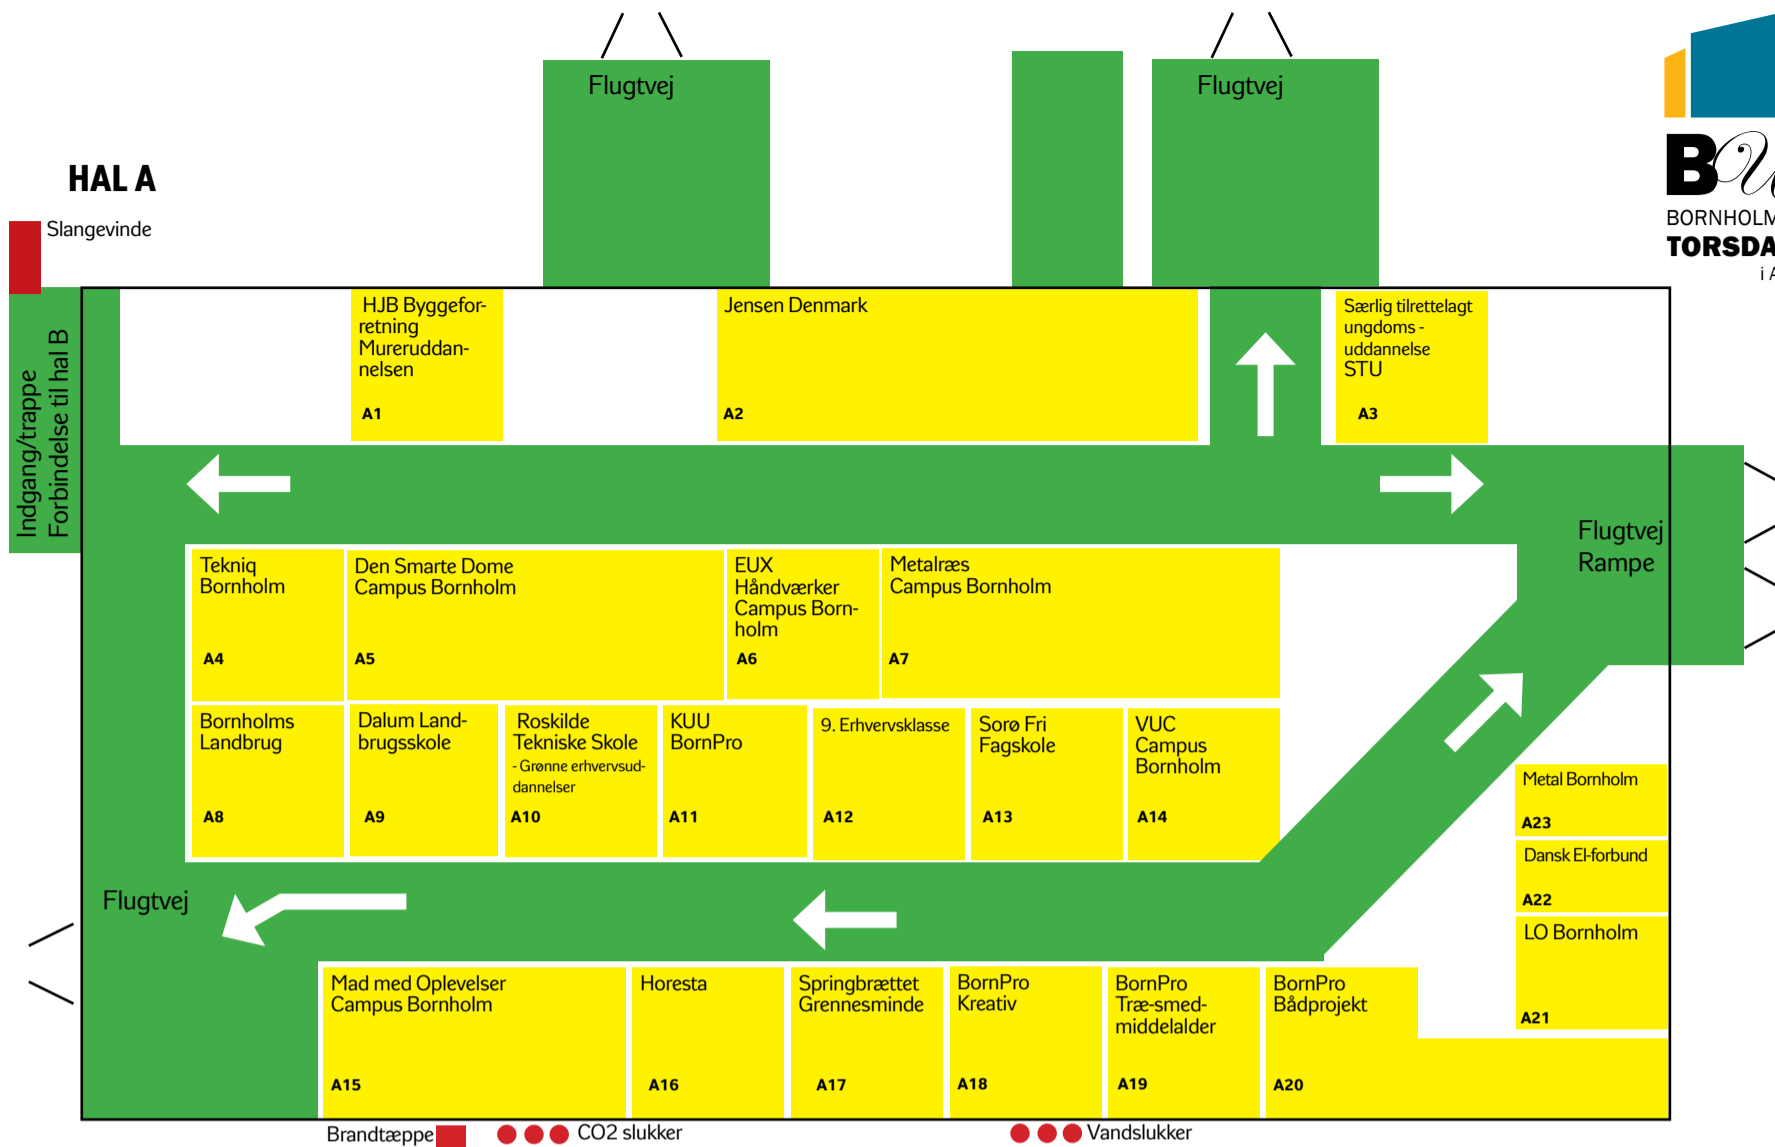 Flugtvej
Flugtvej
HAL A
Slangevinde
B
BORNHOLM
TORSDA
i A
Indgang/trappe
Forbindelse til hal B
HJB Byggefor-
retning
Mureruddan-
nelsen
A1
Jensen Denmark
A2
Særlig tilrettelagt
ungdoms -
uddannelse
STU
A3
Flugtvej
Rampe
Tekniq
Bornholm
A4
Den Smarte Dome
Campus Bornholm
A5
EUX
Håndværker
Campus Born-
holm
A6
Metalræs
Campus Bornholm
A7
Bornholms
Landbrug
A8
Dalum Land-
brugsskole
A9
Roskilde
Tekniske Skole
- Grønne erhvervsud-
dannelser
A10
KUU
BornPro
A11
9. Erhvervsklasse
A12
Sorø Fri
Fagskole
A13
VUC
Campus
Bornholm
A14
Metal Bornholm
A23
Dansk El-forbund
A22
LO Bornholm
A21
Flugtvej
Mad med Oplevelser
Campus Bornholm
A15
Horesta
A16
Springbrættet
Grennesminde
A17
BornPro
Kreativ
A18
BornPro
Træ-smed-
middelalder
A19
BornPro
Bådprojekt
A20
Brandtæppe
CO2 slukker
Vandslukker